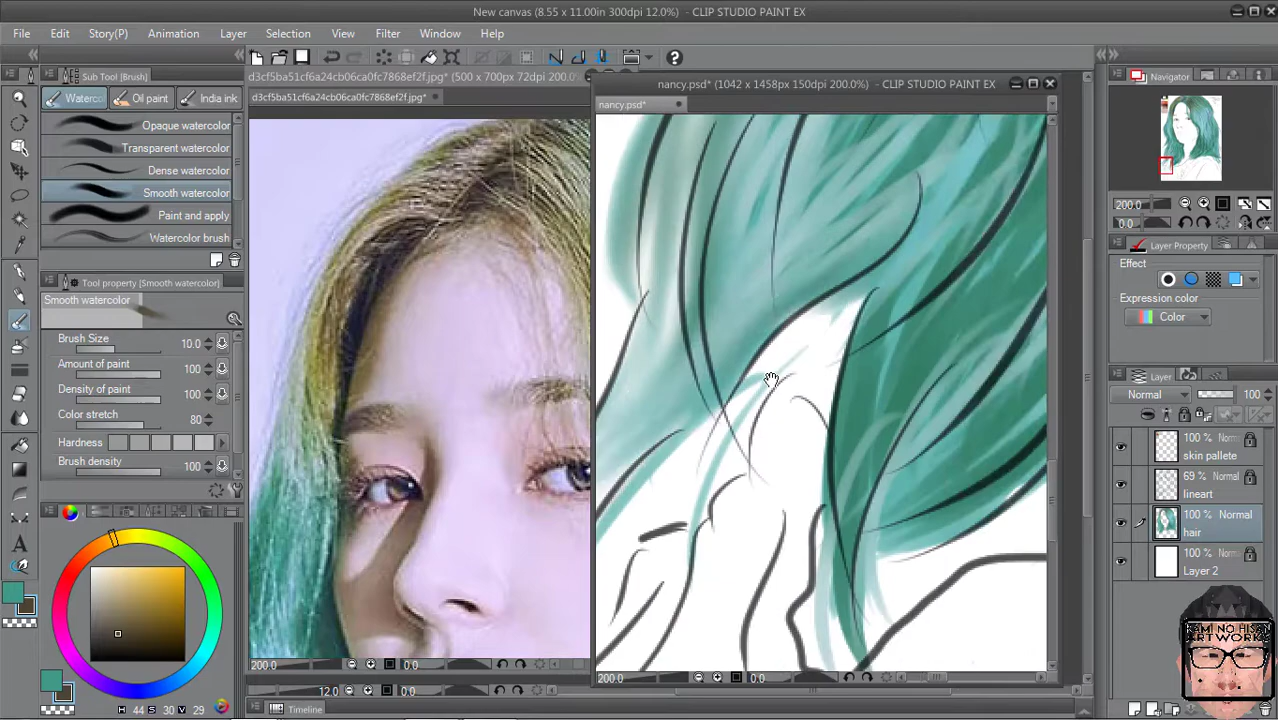 New canvas (8.55 x 11.00in 300dpi 12.0%)  - CLIP STUDIO PAINT EX
File Edit Story(P) Animation Layer Selection View Filter Window Help
Sub Tool [Brush]
Waterco Oil paint India ink
Opaque watercolor
Transparent watercolor
Dense watercolor
Smooth watercolor
Paint and apply
Watercolor brush
Tool property [Smooth watercolor]
Smooth watercolor
Brush Size 10.0
Amount of paint 100
Density of paint 100
Color stretch 80
Hardness
Brush density 100
H 44 S 30 V 29
d3cf5ba51cf6a24cb06ca0fc7868ef2f.jpg* (500 x 700px 72dpi 200.0%
d3cf5ba51cf6a24cb06ca0fc7868ef2f.jpg*
200.0 0.0
12.0 0.0
Timeline
nancy.psd* (1042 x 1458px 150dpi 200.0%)  - CLIP STUDIO PAINT EX
nancy.psd*
200.0 0.0
Navigator
200.0
0.0
Layer Property
Effect
Expression color
Color
Layer
Normal 100
100 % Norma
skin pallete
69 % Normal
lineart
100 % Normal
hair
100 % Norma
Layer 2
KAMI NO HISAN
ART WORKS